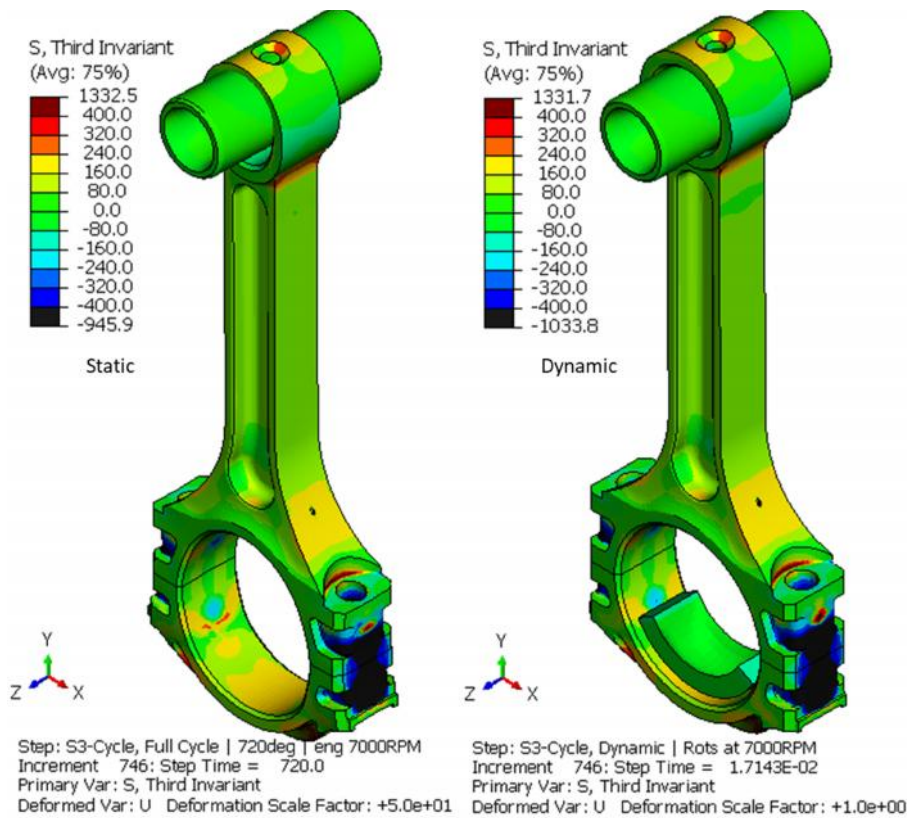 S, Third Invariant
(Avg: 75%)
1332.5
400.0
320.0
240.0
160.0
80.0
0.0
-80.0
-160.0
-240.0
-320.0
-400.0
-945.9
Static
Y
Z
X
Step: S3-Cycle, Full Cycle | 720deg | eng 7000RPM
Increment 746: Step Time = 720.0
Primary Var: S, Third Invariant
Deformed Var: U Deformation Scale Factor: +5.0e+01
S, Third Invariant
(Avg: 75%)
1331.7
400.0
320.0
240.0
160.0
80.0
0.0
-80.0
-160.0
-240.0
-320.0
-400.0
-1033.8
Dynamic
Y
Z
X
Step: S3-Cycle, Dynamic | Rots at 7000RPM
Increment 746: Step Time = 1.7143E-02
Primary Var: S, Third Invariant
Deformed Var: U Deformation Scale Factor: +1.0e+00